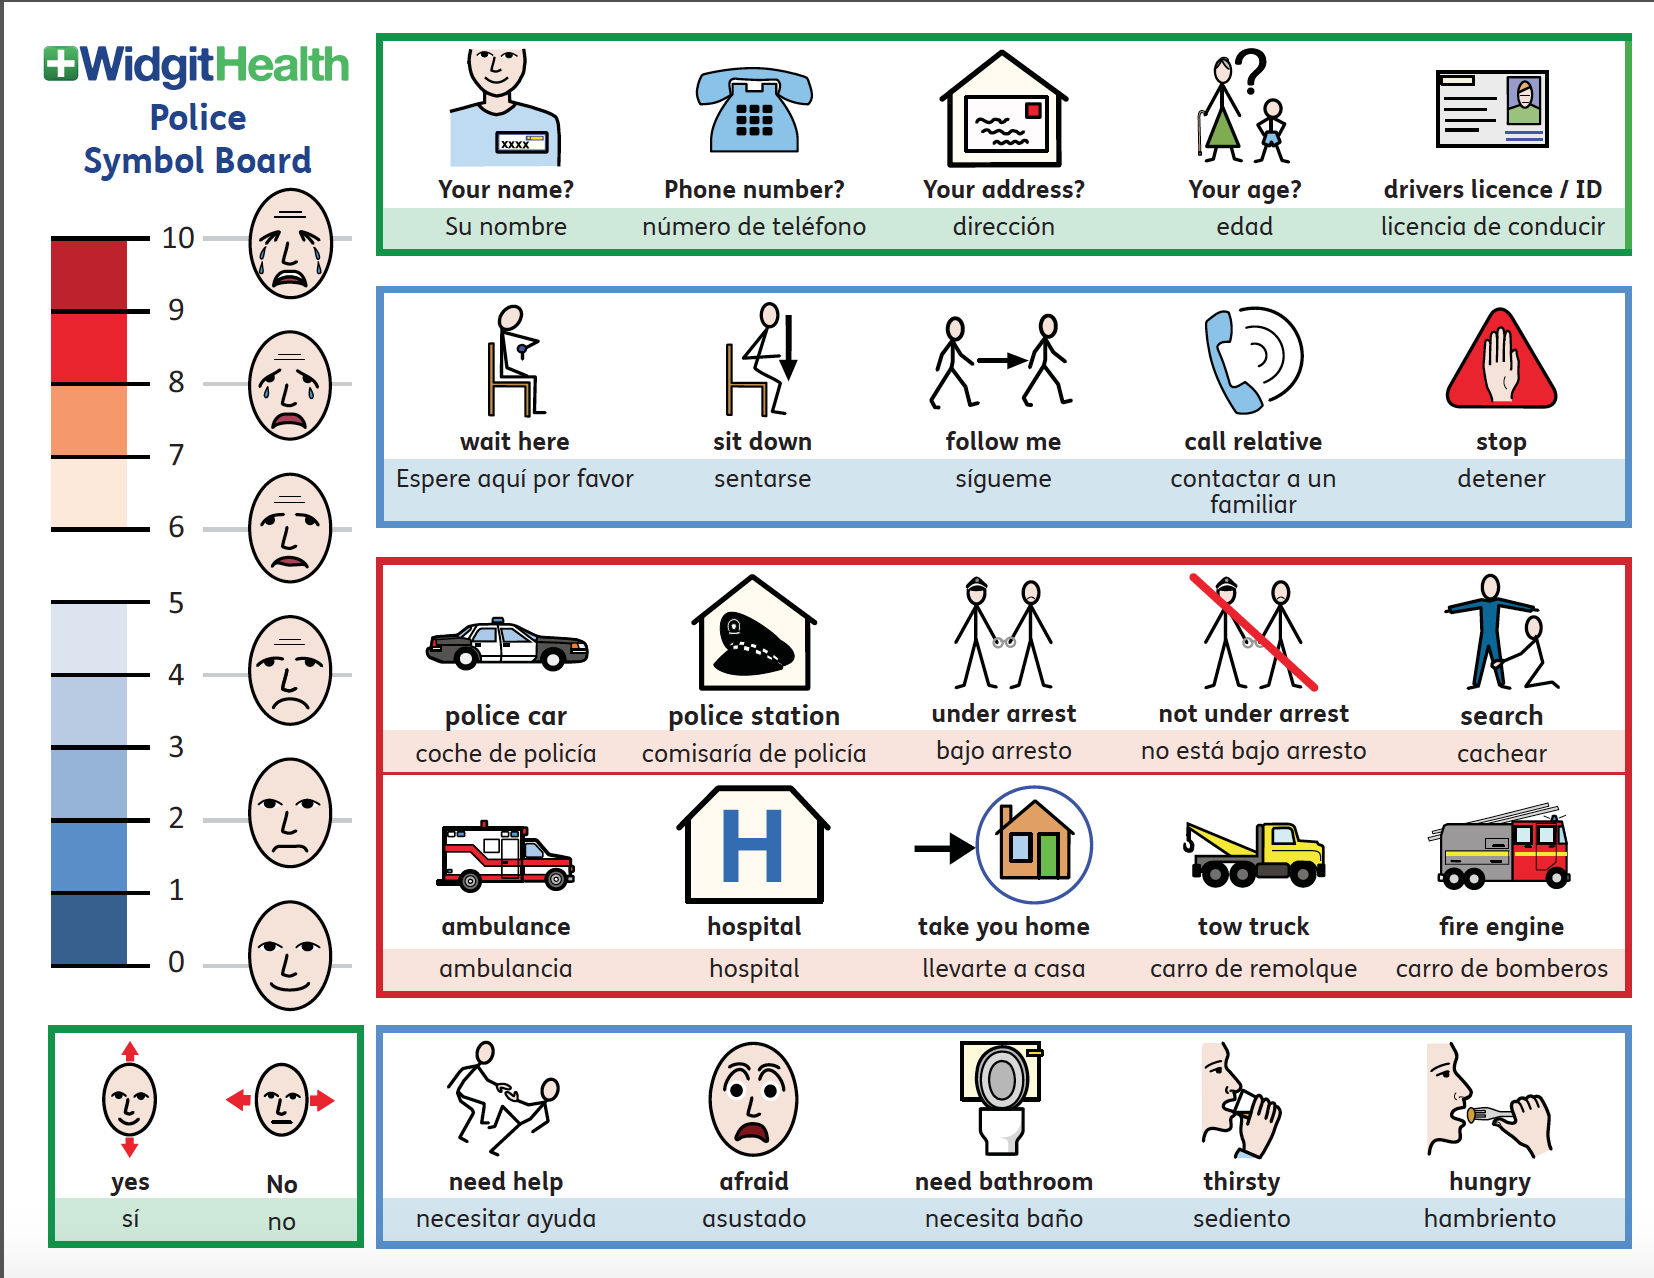 WidgitHealth
Police
Symbol Board
10
9
8
7
6
5
4
3
2
1
0
xxxx
Your name?
Phone number?
Your address?
Your age?
drivers licence / ID
Su nombre
número de teléfono
dirección
edad
licencia de conducir
wait here
sit down
follow me
call relative
stop
Espere aquí por favor
sentarse
sígueme
contactar a un
familiar
detener
police car
police station
under arrest
not under arrest
search
coche de policía
comisaría de policía
bajo arresto
no está bajo arresto
cachear
H
ambulance
hospital
take you home
tow truck
fire engine
ambulancia
hospital
llevarte a casa
carro de remolque
carro de bomberos
yes
No
sí
no
need help
afraid
need bathroom
thirsty
hungry
necesitar ayuda
asustado
necesita baño
sediento
hambriento